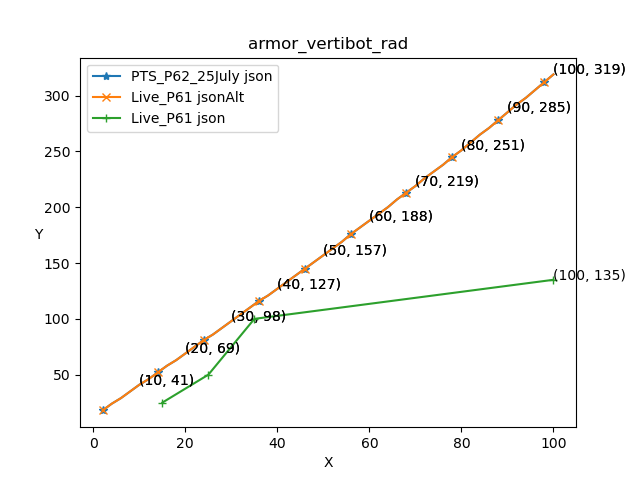 armor_vertibot_rad
PTS_P62_25July json
Live_P61 jsonAlt
Live_P61 json
(100, 319)
(90, 285)
(80, 251)
(70, 219)
(60, 188)
(50, 157)
(40, 127)
(30, 98)
(20, 69)
(10, 41)
(100, 135)
300
250
200
150
100
50
Y
0 20 40 60 80 100
X